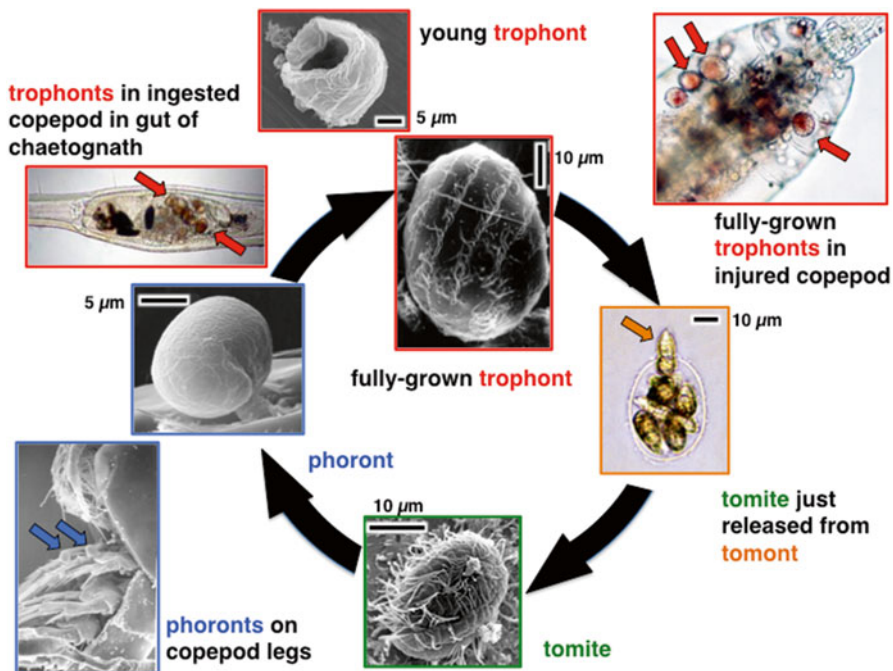 young trophont
5 µm
trophonts in ingested
copepod in gut of
chaetognath
10 µm
fully-grown
trophonts in
injured copepod
5 µm
10 µm
fully-grown trophont
phoront
10 µm
tomite just
released from
tomont
phoronts on
copepod legs
tomite